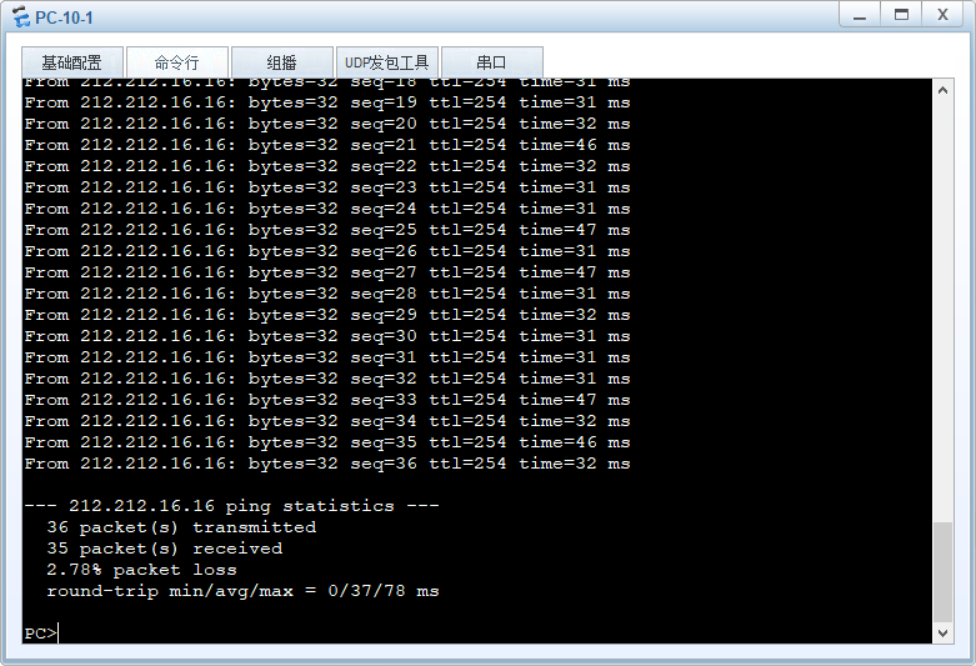 PC-10-1
基础配置 命令行 组播 UDP发包工具 串口
From 212.212.16.16: bytes=32 seq=18 ttl=254 time=31 ms
From 212.212.16.16: bytes=32 seq=19 ttl=254 time=31 ms
From 212.212.16.16: bytes=32 seq=20 ttl=254 time=32 ms
From 212.212.16.16: bytes=32 seq=21 ttl=254 time=46 ms
From 212.212.16.16: bytes=32 seq=22 ttl=254 time=32 ms
From 212.212.16.16: bytes=32 seq=23 ttl=254 time=31 ms
From 212.212.16.16: bytes=32 seq=24 ttl=254 time=31 ms
From 212.212.16.16: bytes=32 seq=25 ttl=254 time=47 ms
From 212.212.16.16: bytes=32 seq=26 ttl=254 time=31 ms
From 212.212.16.16: bytes=32 seq=27 ttl=254 time=47 ms
From 212.212.16.16: bytes=32 seq=28 ttl=254 time=31 ms
From 212.212.16.16: bytes=32 seq=29 ttl=254 time=32 ms
From 212.212.16.16: bytes=32 seq=30 ttl=254 time=31 ms
From 212.212.16.16: bytes=32 seq=31 ttl=254 time=31 ms
From 212.212.16.16: bytes=32 seq=32 ttl=254 time=31 ms
From 212.212.16.16: bytes=32 seq=33 ttl=254 time=47 ms
From 212.212.16.16: bytes=32 seq=34 ttl=254 time=32 ms
From 212.212.16.16: bytes=32 seq=35 ttl=254 time=46 ms
From 212.212.16.16: bytes=32 seq=36 ttl=254 time=32 ms
--- 212.212.16.16 ping statistics ---
36 packet(s) transmitted
35 packet(s) received
2.78% packet loss
round-trip min/avg/max = 0/37/78 ms
PC>